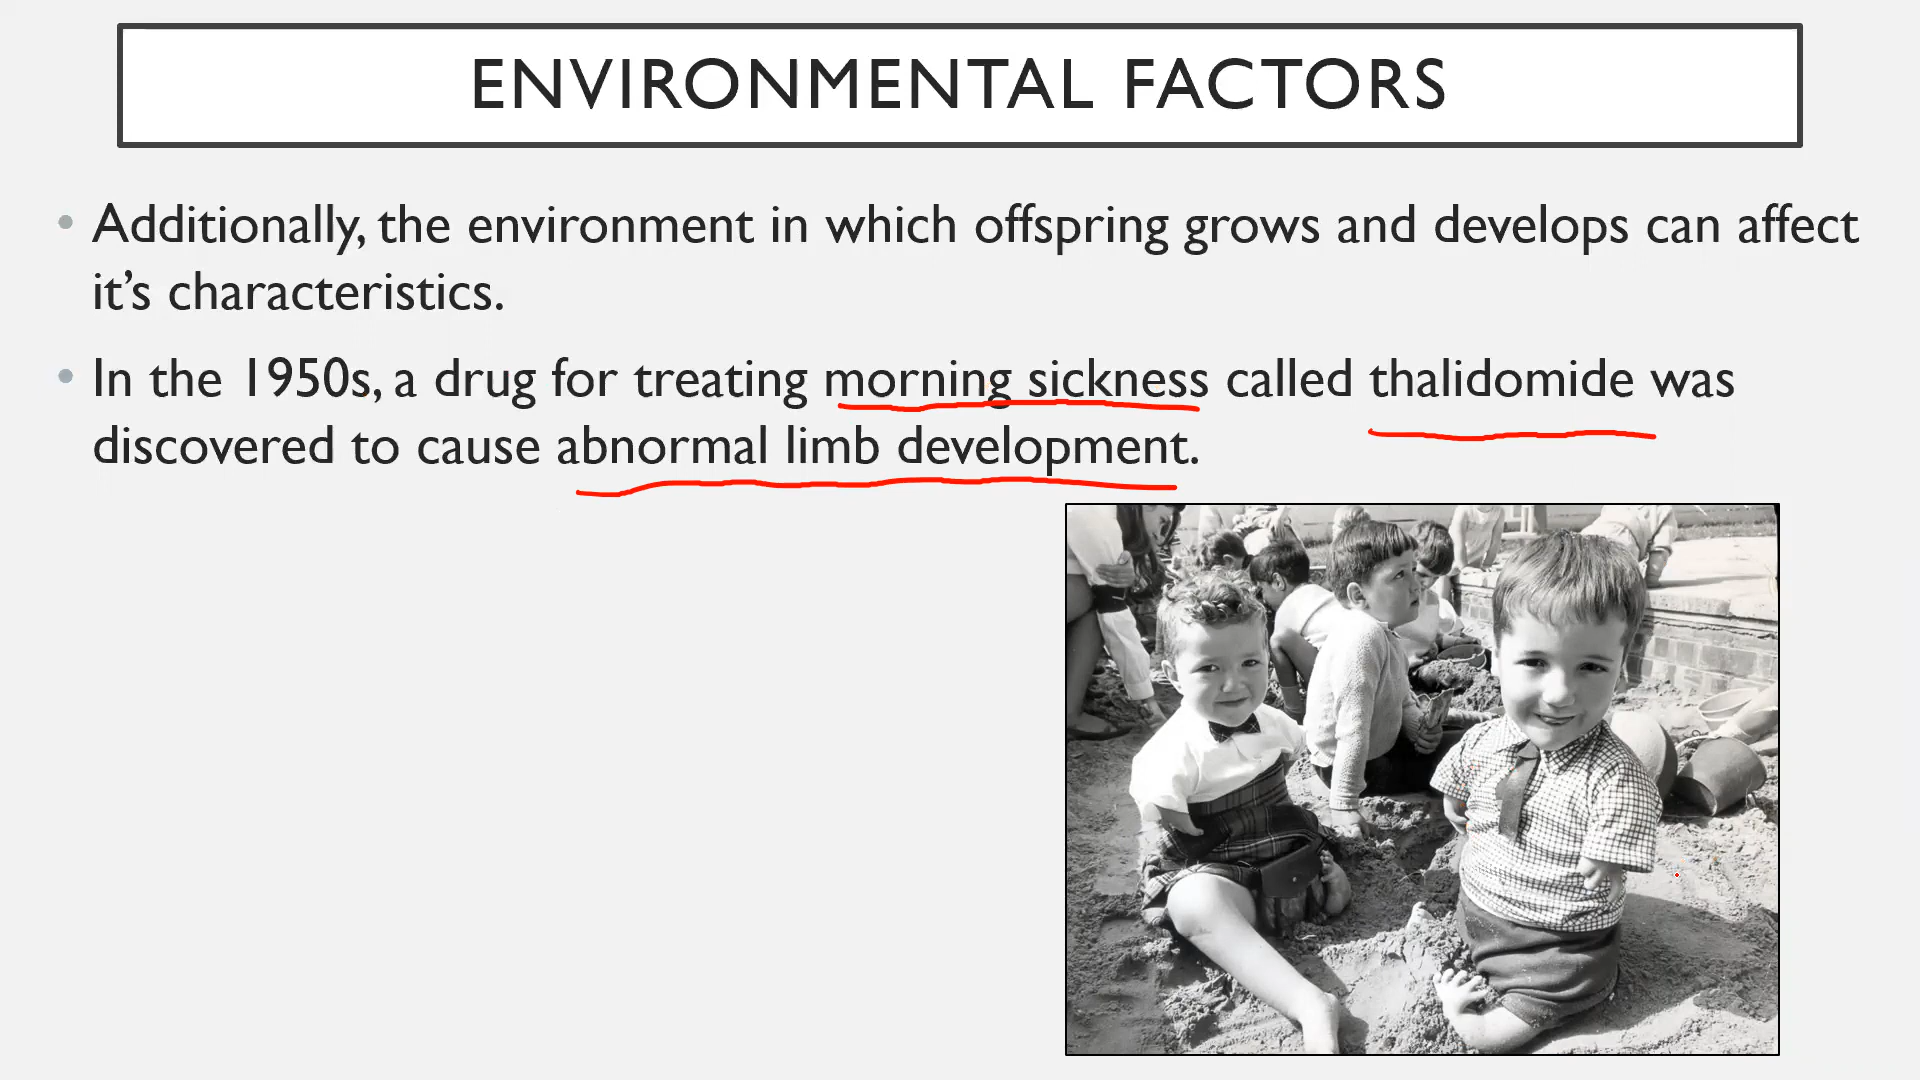 ENVIRONMENTAL FACTORS
• Additionally, the environment in which offspring grows and develops can affect
it’s characteristics.
• In the 1950s, a drug for treating morning sickness called thalidomide was
discovered to cause abnormal limb development.